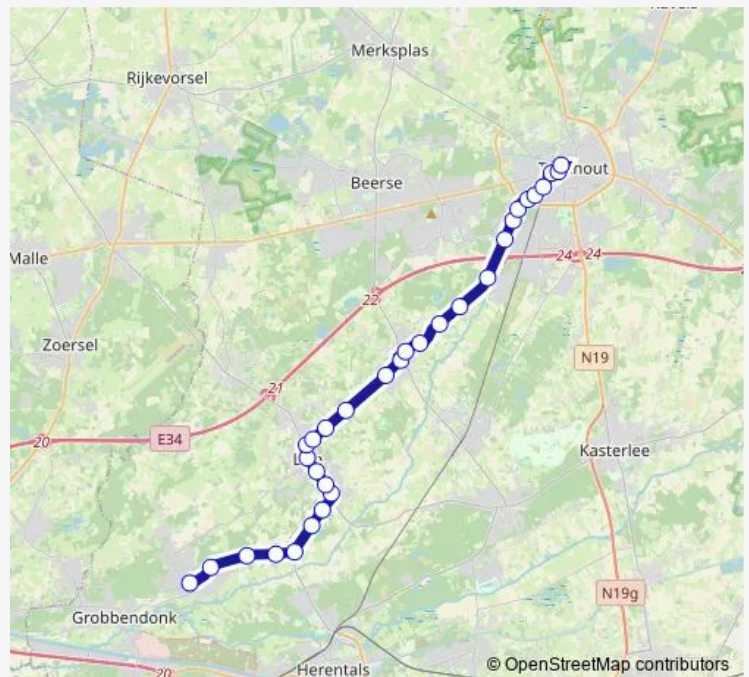 Merksplas
Rijkevorsel
Beerse
Malle
24
24
22
Zoersel
N19
21
E34
20
Kasterlee
N19g
Grobbendonk
20
Herentals
© OpenStreetMap contributors